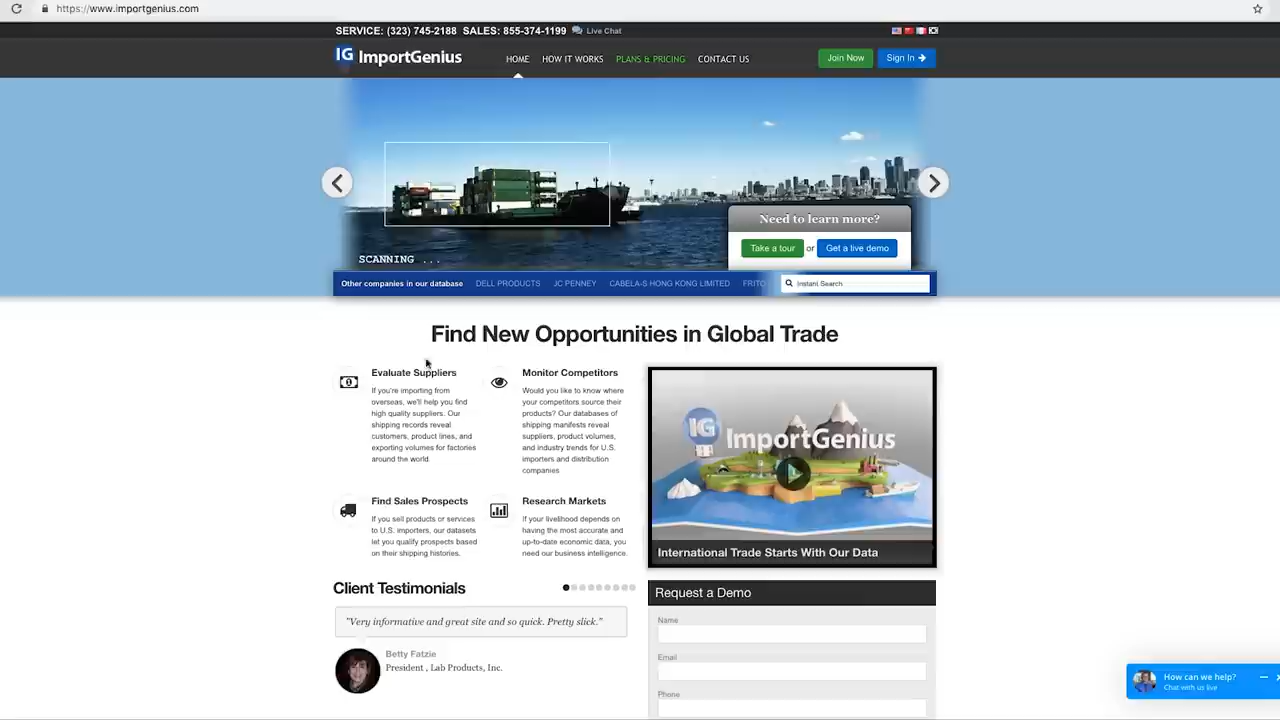 https://www.importgenius.com
SERVICE: (323) 745-2188 SALES: 855-374-1199 Live Chat
IG ImportGenius
HOME HOW IT WORKS PLANS & PRICING CONTACT US
Join Now
Sign In
SCANNING ...
Need to learn more?
Take a tour or Get a live demo
Other companies in our database DELL PRODUCTS JC PENNEY CABELA-S HONG KONG LIMITED FRITO
Instant Search
Find New Opportunities in Global Trade
Evaluate Suppliers
If you're importing from
overseas, we'll help you find
high quality suppliers. Our
shipping records reveal
customers, product lines, and
exporting volumes for factories
around the world
Monitor Competitors
Would you like to know where
your competitors source their
products? Our databases of
shipping manifests reveal
suppliers, product volumes,
and industry trends for U.S.
importers and distribution
companies
Find Sales Prospects
If you sell products or services
to U.S. importers, our datasets
let you qualify prospects based
on their shipping histories.
Research Markets
If your livelihood depends on
having the most accurate and
up-to-date economic data, you
need our business intelligence.
IG ImportGenius
International Trade Starts With Our Data
Client Testimonials
"Very informative and great site and so quick. Pretty slick."
Betty Fatzie
President , Lab Products, Inc.
Request a Demo
Name
Email
Phone
How can we help?
Chat with us live